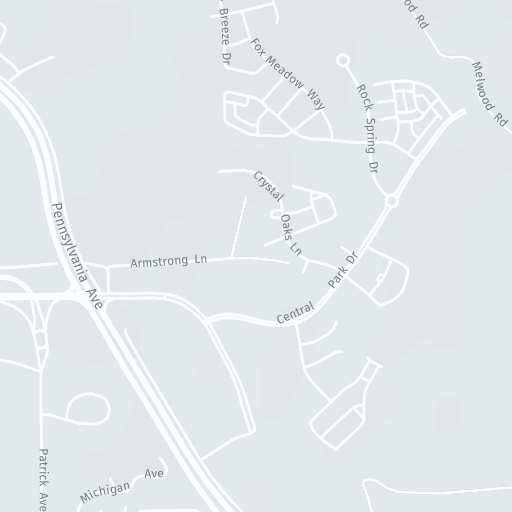 Breeze Dr
Fox Meadow Way
Melwood Rd
Rock Spring Dr
Crystal Oaks Ln
Pennsylvania Ave
Armstrong Ln
Central Park Dr
Patrick Ave
Michigan Ave